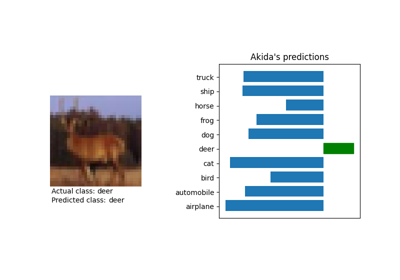 Akida's predictions
truck
ship
horse
frog
dog
deer
cat
bird
automobile
airplane
Actual class: deer
Predicted class: deer